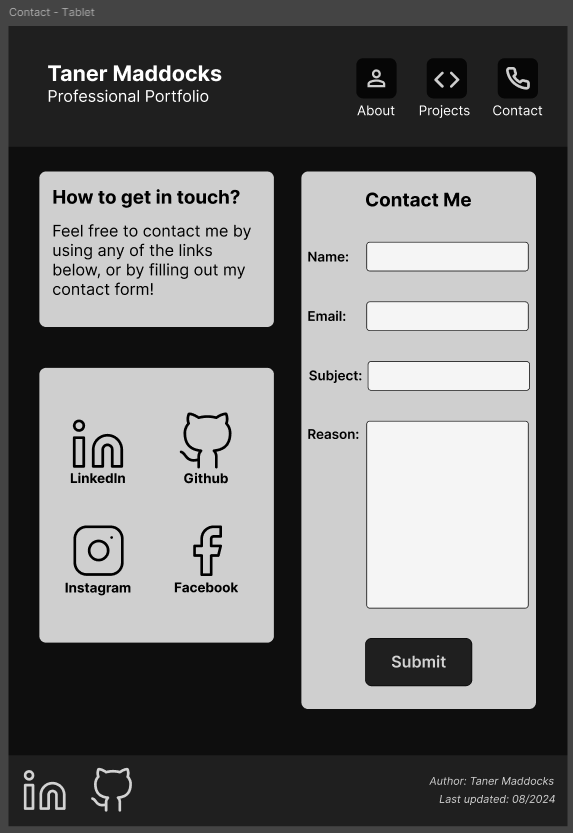 Contact - Tablet
Taner Maddocks
Professional Portfolio
About
Projects
Contact
How to get in touch?
Feel free to contact me by
using any of the links
below, or by filling out my
contact form!
LinkedIn
Github
Instagram
Facebook
Contact Me
Name:
Email:
Subject:
Reason:
Submit
Author: Taner Maddocks
Last updated: 08/2024